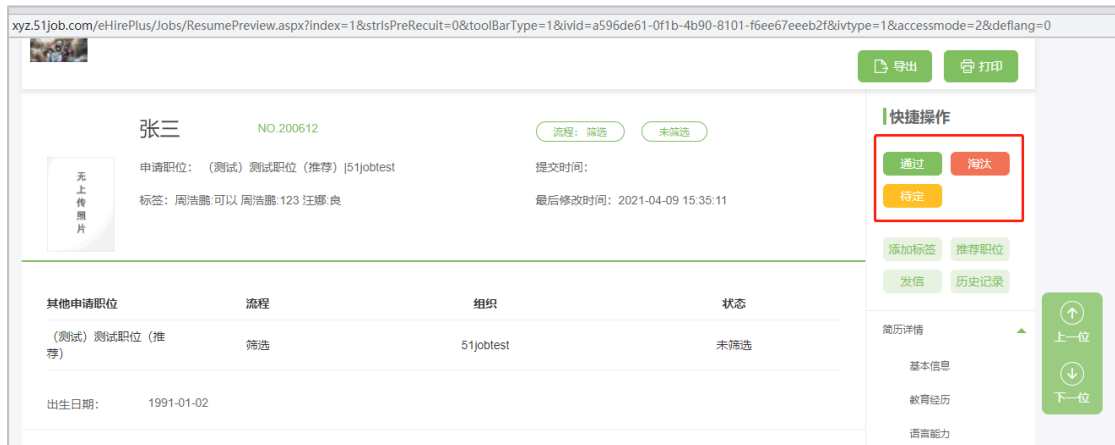 xyz.51job.com/eHirePlus/Jobs/ResumePreview.aspx?index=1&strIsPreRecuit=0&toolBarType=1&ivid=a596de61-0f1b-4b90-8101-f6ee67eeeb2f&ivtype=1&accessmode=2&deflang=0
导出 打印
张三 NO.200612 流程：筛选 未筛选
快捷操作
申请职位： （测试）测试职位（推荐）|51jobtest 提交时间：
通过 淘汰
标签：周浩鹏:可以 周浩鹏:123 汪娜:良 最后修改时间：2021-04-09 15:35:11
待定
无上传照片
添加标签 推荐职位
发信 历史记录
其他申请职位 流程 组织 状态
（测试）测试职位（推荐） 筛选 51jobtest 未筛选
出生日期： 1991-01-02
简历详情
基本信息
教育经历
语言能力
上一位
下一位